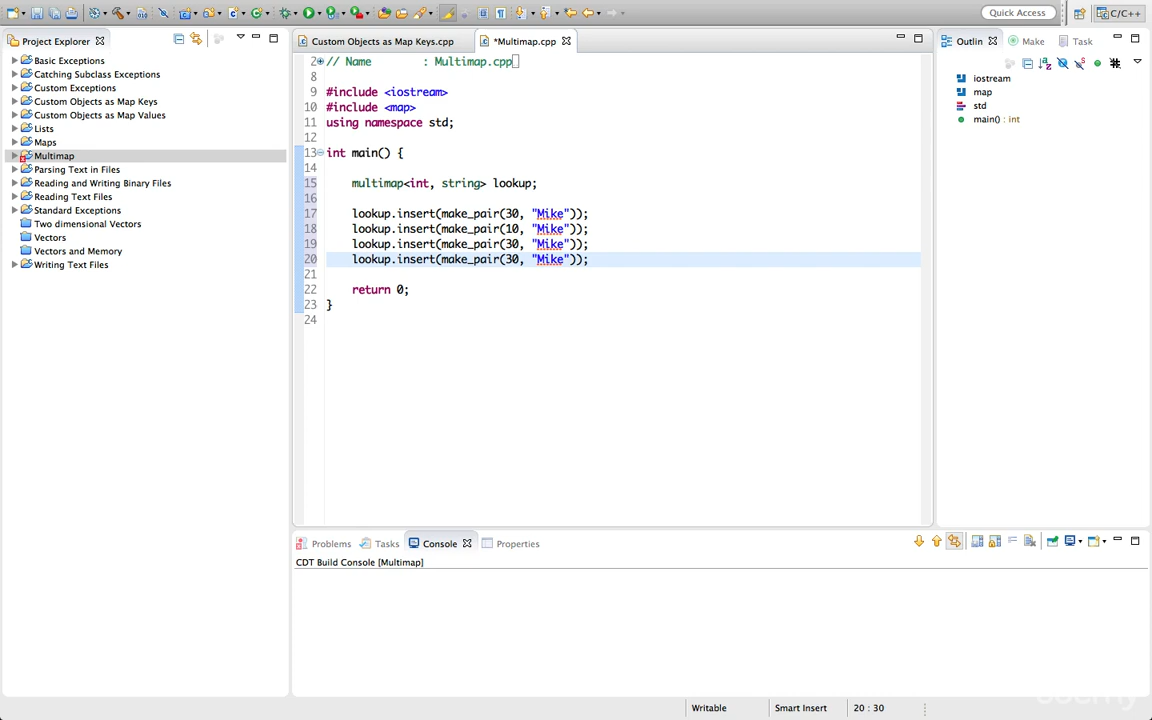 Quick Access
C/C++
Project Explorer
Basic Exceptions
Catching Subclass Exceptions
Custom Exceptions
Custom Objects as Map Keys
Custom Objects as Map Values
Lists
Maps
Multimap
Parsing Text in Files
Reading and Writing Binary Files
Reading Text Files
Standard Exceptions
Two dimensional Vectors
Vectors
Vectors and Memory
Writing Text Files
Custom Objects as Map Keys.cpp
*Multimap.cpp
2 // Name : Multimap.cpp
8
9 #include <iostream>
10 #include <map>
11 using namespace std;
12
13 int main() {
14
15 multimap<int, string> lookup;
16
17 lookup.insert(make_pair(30, "Mike"));
18 lookup.insert(make_pair(10, "Mike"));
19 lookup.insert(make_pair(30, "Mike"));
20 lookup.insert(make_pair(30, "Mike"));
21
22 return 0;
23 }
24
Outlin
Make
Task
iostream
map
std
main() : int
Problems
Tasks
Console
Properties
CDT Build Console [Multimap]
Writable
Smart Insert
20 : 30